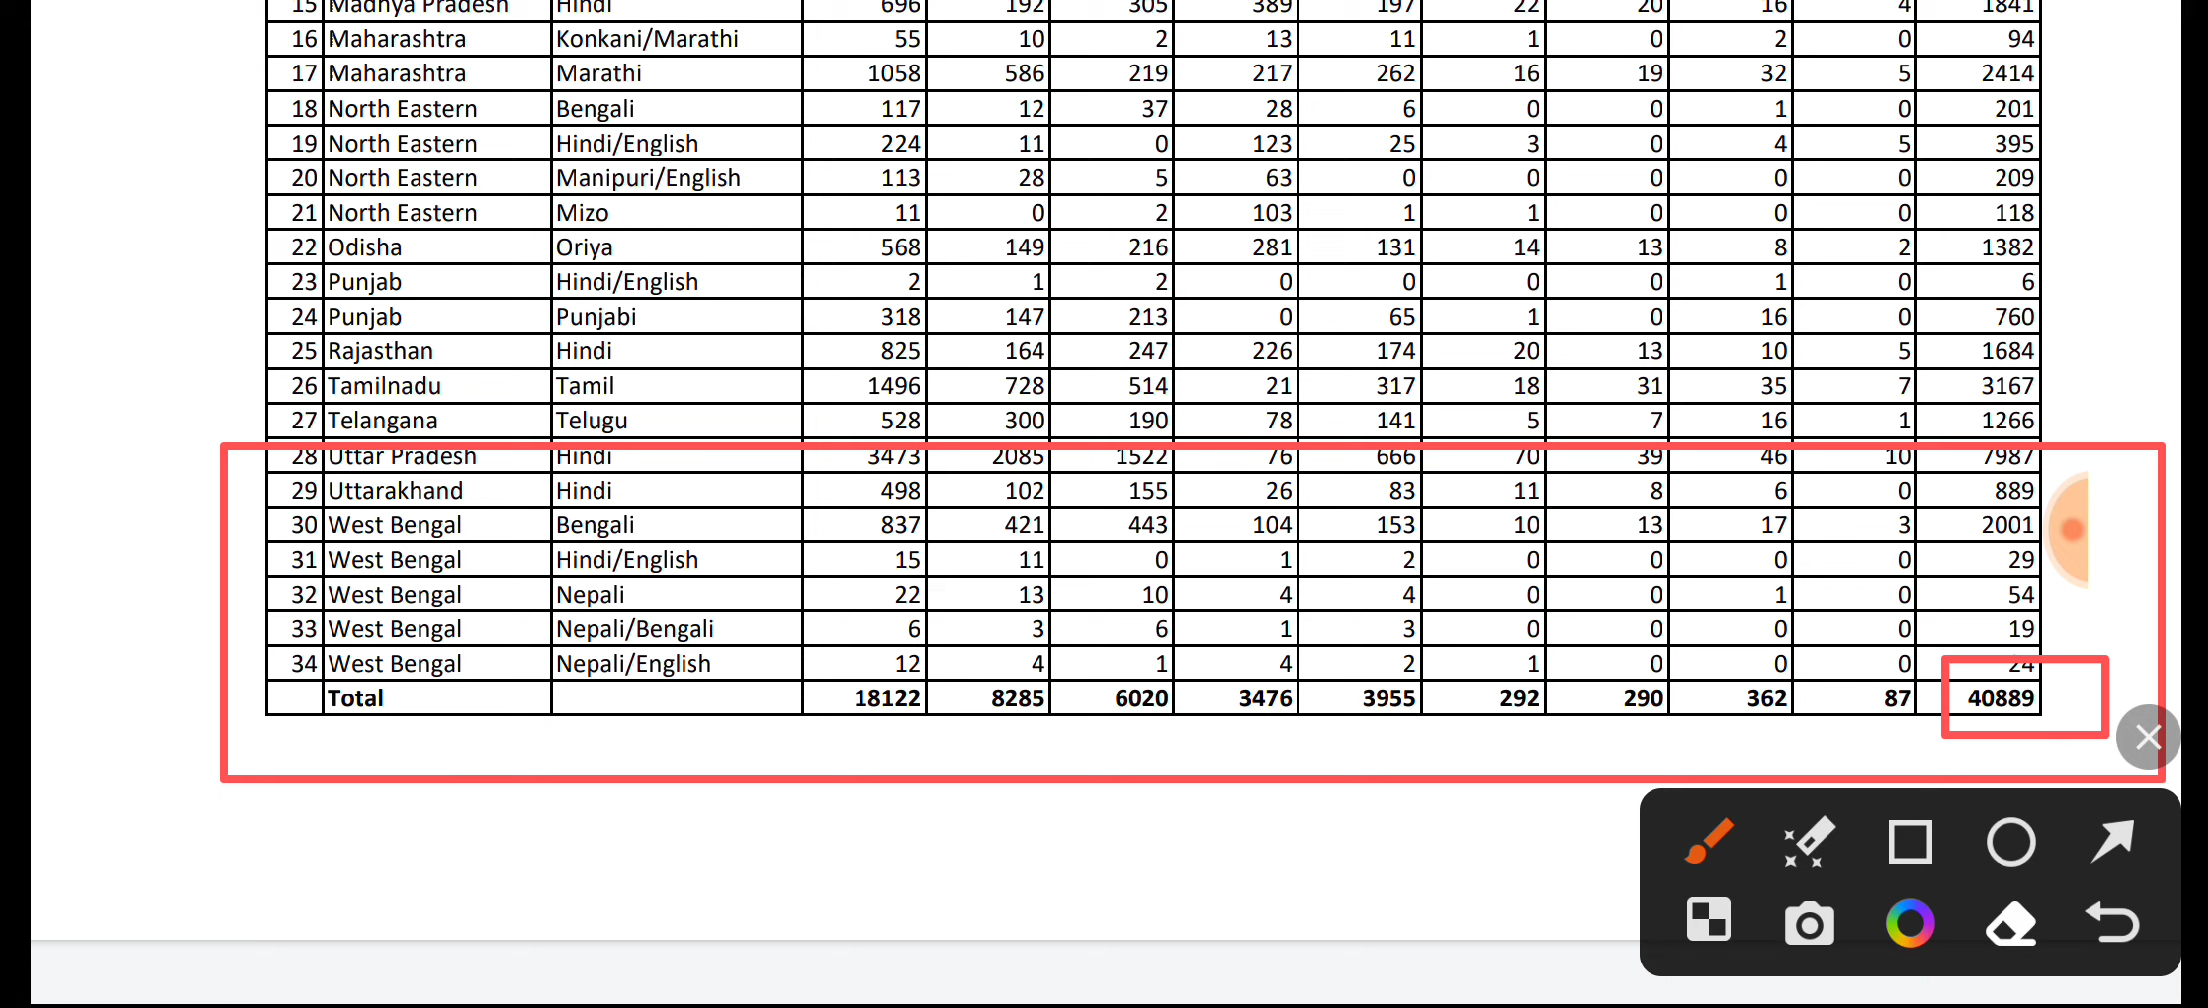 15 Madhya Pradesh Hindi 696 192 305 389 197 22 20 16 4 1841
16 Maharashtra Konkani/Marathi 55 10 2 13 11 1 0 2 0 94
17 Maharashtra Marathi 1058 586 219 217 262 16 19 32 5 2414
18 North Eastern Bengali 117 12 37 28 6 0 0 1 0 201
19 North Eastern Hindi/English 224 11 0 123 25 3 0 4 5 395
20 North Eastern Manipuri/English 113 28 5 63 0 0 0 0 0 209
21 North Eastern Mizo 11 0 2 103 1 1 0 0 0 118
22 Odisha Oriya 568 149 216 281 131 14 13 8 2 1382
23 Punjab Hindi/English 2 1 2 0 0 0 0 1 0 6
24 Punjab Punjabi 318 147 213 0 65 1 0 16 0 760
25 Rajasthan Hindi 825 164 247 226 174 20 13 10 5 1684
26 Tamilnadu Tamil 1496 728 514 21 317 18 31 35 7 3167
27 Telangana Telugu 528 300 190 78 141 5 7 16 1 1266
28 Uttar Pradesh Hindi 3473 2085 1522 76 666 70 39 46 10 7987
29 Uttarakhand Hindi 498 102 155 26 83 11 8 6 0 889
30 West Bengal Bengali 837 421 443 104 153 10 13 17 3 2001
31 West Bengal Hindi/English 15 11 0 1 2 0 0 0 0 29
32 West Bengal Nepali 22 13 10 4 4 0 0 1 0 54
33 West Bengal Nepali/Bengali 6 3 6 1 3 0 0 0 0 19
34 West Bengal Nepali/English 12 4 1 4 2 1 0 0 0 24
Total 18122 8285 6020 3476 3955 292 290 362 87 40889